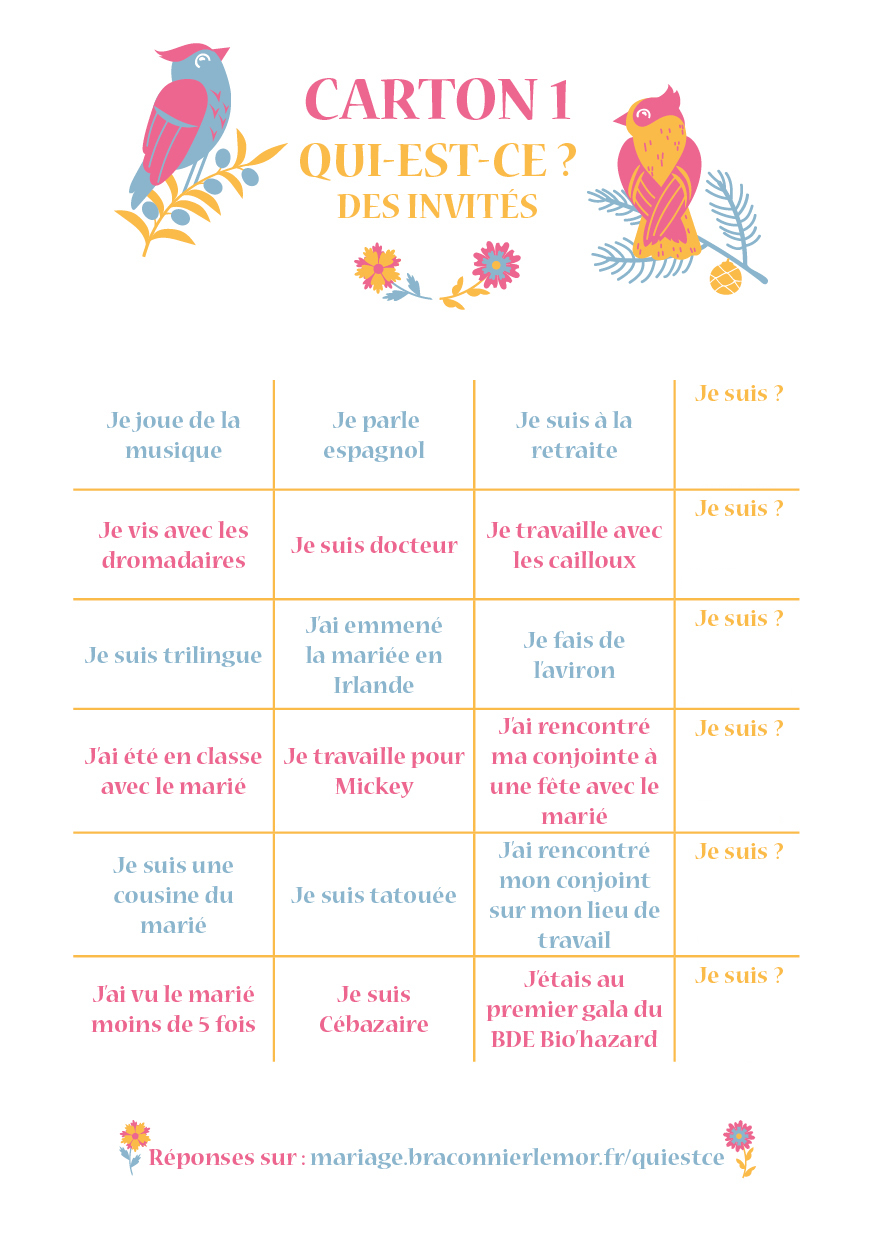 CARTON 1
QUI-EST-CE ?
DES INVITÉS
Je joue de la
musique
Je parle
espagnol
Je suis à la
retraite
Je suis ?
Je vis avec les
dromadaires
Je suis docteur
Je travaille avec
les cailloux
Je suis ?
Je suis trilingue
J'ai emmené
la mariée en
Irlande
Je fais de
l'aviron
Je suis ?
J'ai été en classe
avec le marié
Je travaille pour
Mickey
J'ai rencontré
ma conjointe à
une fête avec le
marié
Je suis ?
Je suis une
cousine du
marié
Je suis tatouée
J'ai rencontré
mon conjoint
sur mon lieu de
travail
Je suis ?
J'ai vu le marié
moins de 5 fois
Je suis
Cébazaire
J'étais au
premier gala du
BDE Bio'hazard
Je suis ?
Réponses sur : mariage.braconnierlemor.fr/quiestce